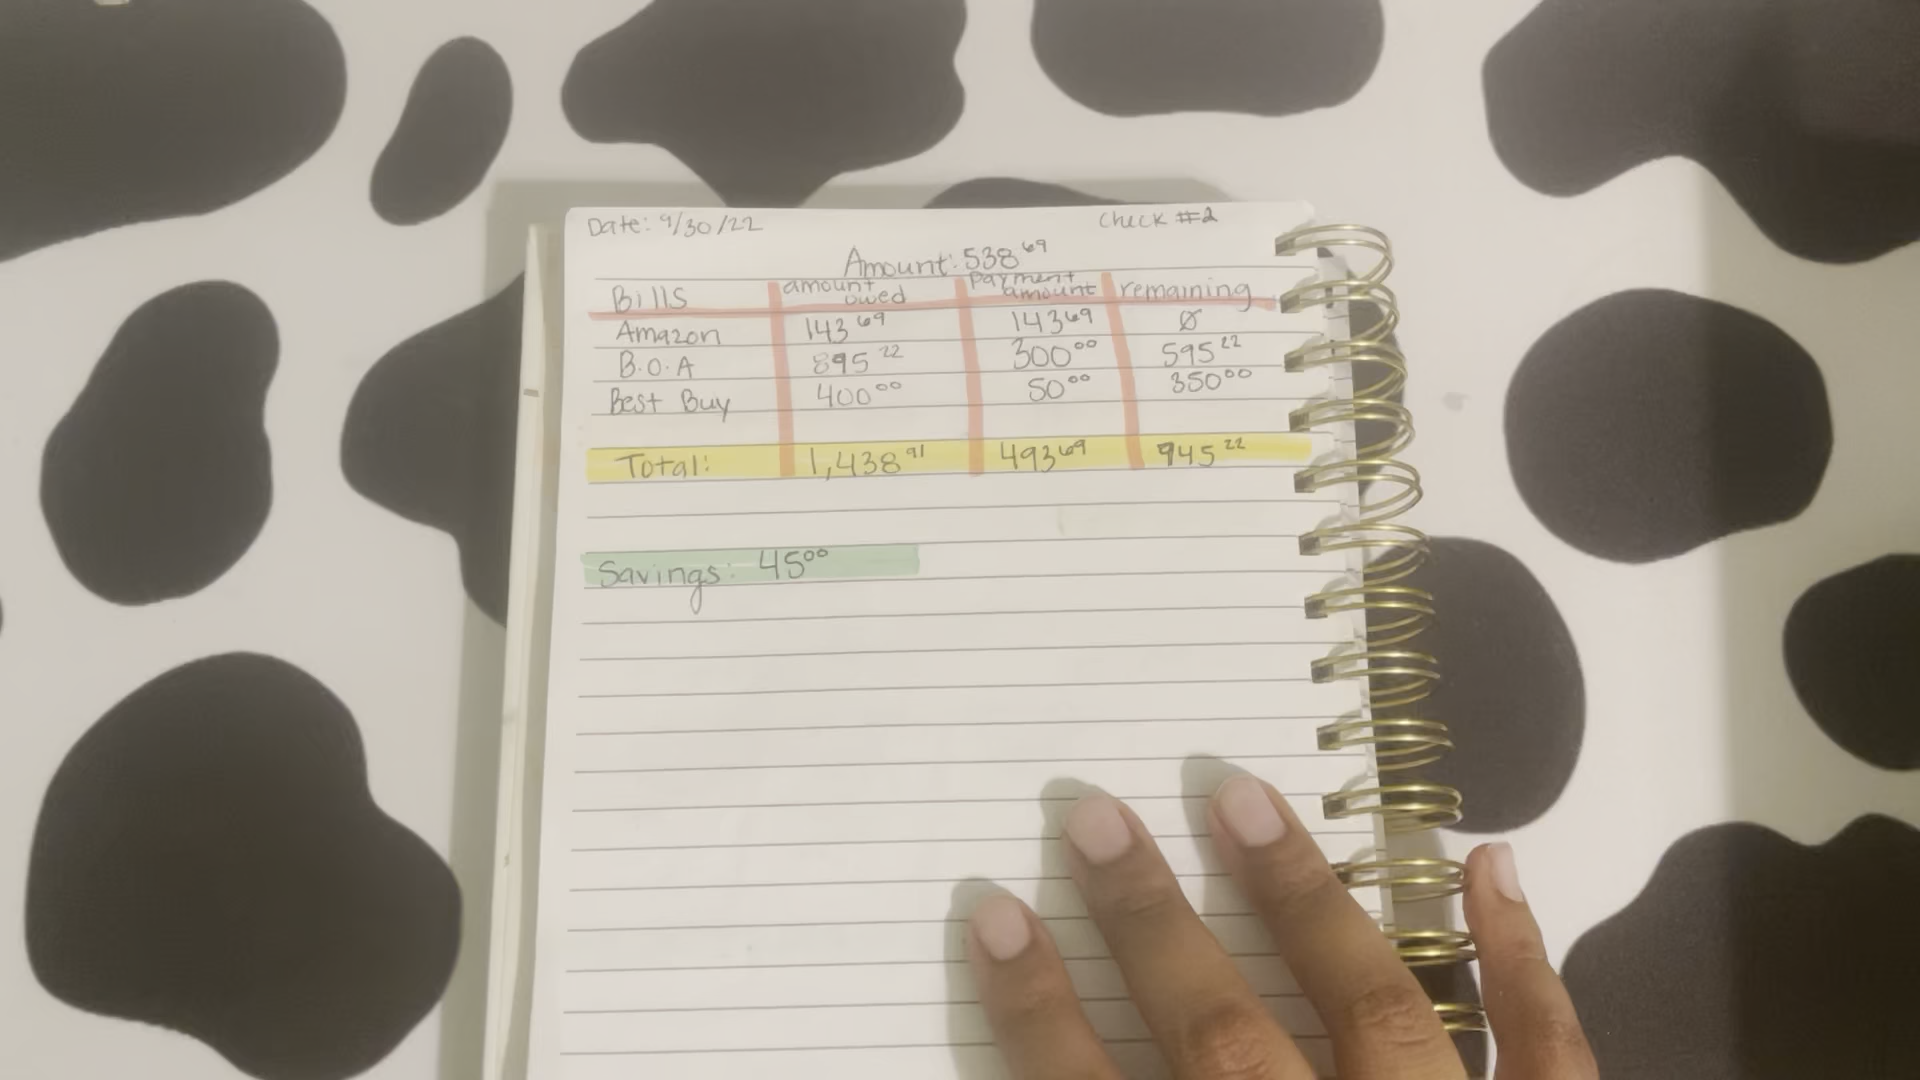 Date: 9/30/22 Check #2
Amount: 538 69
Bills amount owed payment amount remaining
Amazon 143 69 143 69 Ø
B.O.A 895 22 300 00 595 22
Best Buy 400 00 50 00 350 00
Total: 1,438 91 493 69 945 22
Savings: 45 00